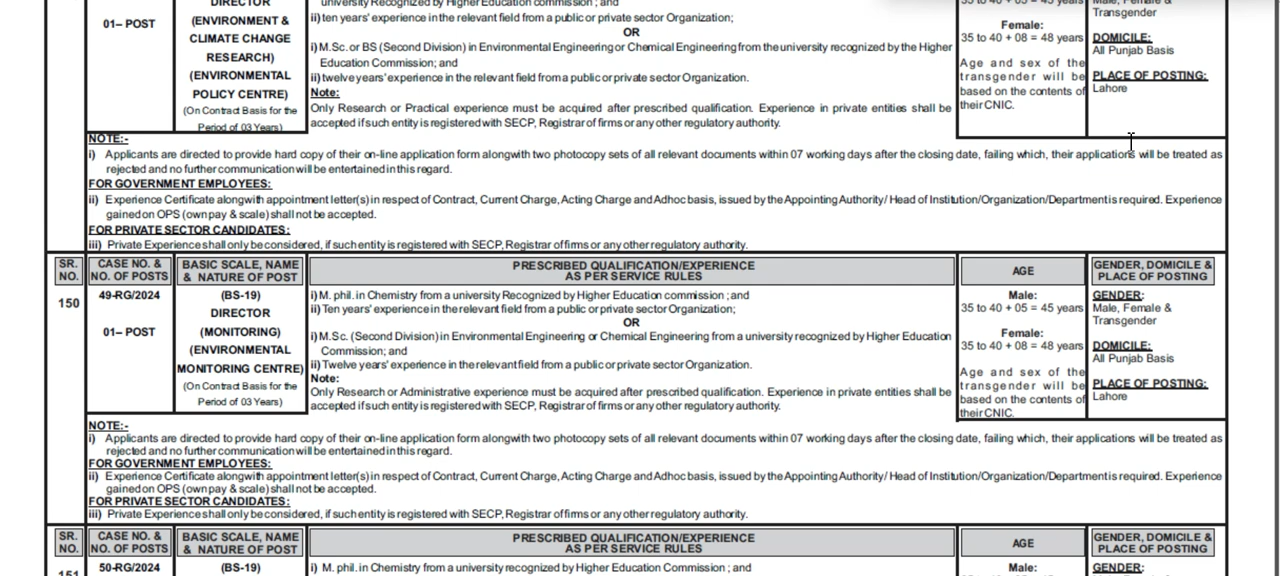 01– POST
DIRECTOR
(ENVIRONMENT &
CLIMATE CHANGE
RESEARCH)
(ENVIRONMENTAL
POLICY CENTRE)
(On Contract Basis for the
Period of 03 Years)
university Recognized by Higher Education commission ; and
ii) ten years' experience in the relevant field from a public or private sector Organization;
OR
i) M.Sc. or BS (Second Division) in Environmental Engineering or Chemical Engineering from the university recognized by the Higher
Education Commission; and
ii) twelve years' experience in the relevant field from a public or private sector Organization.
Note:
Only Research or Practical experience must be acquired after prescribed qualification. Experience in private entities shall be
accepted if such entity is registered with SECP, Registrar of firms or any other regulatory authority.
35 to 40 + 05 = 45 years
Female:
35 to 40 + 08 = 48 years
Age and sex of the
transgender will be
based on the contents of
their CNIC.
Male, Female &
Transgender
DOMICILE:
All Punjab Basis
PLACE OF POSTING:
Lahore
NOTE:-
i) Applicants are directed to provide hard copy of their on-line application form alongwith two photocopy sets of all relevant documents within 07 working days after the closing date, failing which, their applications will be treated as
rejected and no further communication will be entertained in this regard.
FOR GOVERNMENT EMPLOYEES:
ii) Experience Certificate alongwith appointment letter(s) in respect of Contract, Current Charge, Acting Charge and Adhoc basis, issued by the Appointing Authority/ Head of Institution/Organization/Department is required. Experience
gained on OPS (own pay & scale) shall not be accepted.
FOR PRIVATE SECTOR CANDIDATES:
iii) Private Experience shall only be considered, if such entity is registered with SECP, Registrar of firms or any other regulatory authority.
SR. NO.
CASE NO. & NO. OF POSTS
BASIC SCALE, NAME & NATURE OF POST
PRESCRIBED QUALIFICATION/EXPERIENCE
AS PER SERVICE RULES
AGE
GENDER, DOMICILE & PLACE OF POSTING
150
49-RG/2024
01– POST
(BS-19)
DIRECTOR
(MONITORING)
(ENVIRONMENTAL
MONITORING CENTRE)
(On Contract Basis for the
Period of 03 Years)
i) M. phil. in Chemistry from a university Recognized by Higher Education commission ; and
ii) Ten years' experience in the relevant field from a public or private sector Organization;
OR
i) M.Sc. (Second Division) in Environmental Engineering or Chemical Engineering from a university recognized by Higher Education
Commission; and
ii) Twelve years' experience in the relevant field from a public or private sector Organization.
Note:
Only Research or Administrative experience must be acquired after prescribed qualification. Experience in private entities shall be
accepted if such entity is registered with SECP, Registrar of firms or any other regulatory authority.
Male:
35 to 40 + 05 = 45 years
Female:
35 to 40 + 08 = 48 years
Age and sex of the
transgender will be
based on the contents of
their CNIC.
GENDER:
Male, Female &
Transgender
DOMICILE:
All Punjab Basis
PLACE OF POSTING:
Lahore
NOTE:-
i) Applicants are directed to provide hard copy of their on-line application form alongwith two photocopy sets of all relevant documents within 07 working days after the closing date, failing which, their applications will be treated as
rejected and no further communication will be entertained in this regard.
FOR GOVERNMENT EMPLOYEES:
ii) Experience Certificate alongwith appointment letter(s) in respect of Contract, Current Charge, Acting Charge and Adhoc basis, issued by the Appointing Authority/ Head of Institution/Organization/Department is required. Experience
gained on OPS (own pay & scale) shall not be accepted.
FOR PRIVATE SECTOR CANDIDATES:
iii) Private Experience shall only be considered, if such entity is registered with SECP, Registrar of firms or any other regulatory authority.
SR. NO.
CASE NO. & NO. OF POSTS
BASIC SCALE, NAME & NATURE OF POST
PRESCRIBED QUALIFICATION/EXPERIENCE
AS PER SERVICE RULES
AGE
GENDER, DOMICILE & PLACE OF POSTING
151
50-RG/2024
(BS-19)
i) M. phil. in Chemistry from a university recognized by Higher Education Commission ; and
Male:
GENDER: